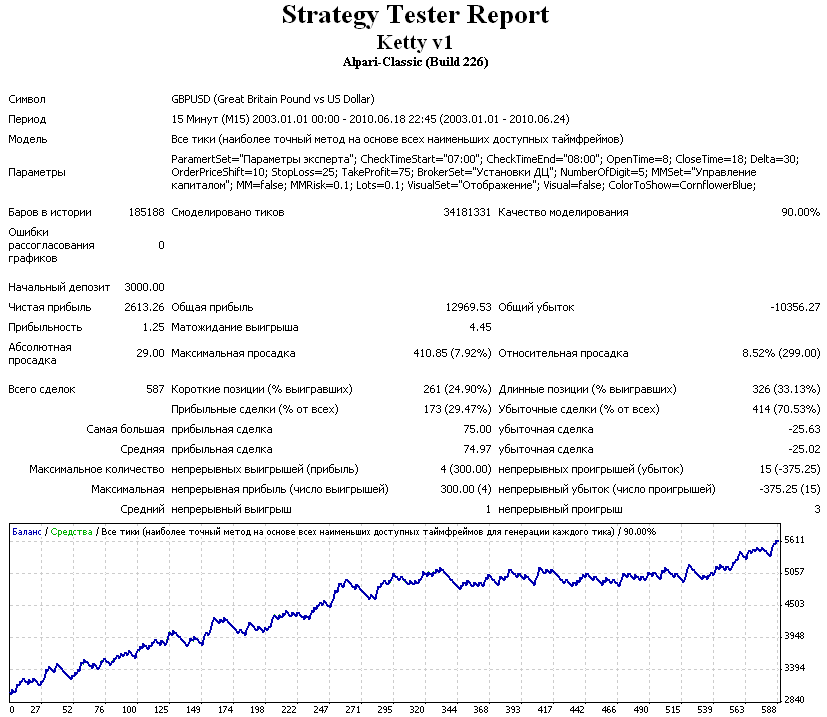 Strategy Tester Report
Ketty v1
Alpari-Classic (Build 226)
Символ GBPUSD (Great Britain Pound vs US Dollar)
Период 15 Минут (M15) 2003.01.01 00:00 - 2010.06.18 22:45 (2003.01.01 - 2010.06.24)
Модель Все тики (наиболее точный метод на основе всех наименьших доступных таймфреймов)
Параметры ParamertSet="Параметры эксперта"; CheckTimeStart="07:00"; CheckTimeEnd="08:00"; OpenTime=8; CloseTime=18; Delta=30;
OrderPriceShift=10; StopLoss=25; TakeProfit=75; BrokerSet="Установки ДЦ"; NumberOfDigit=5; MMSet="Управление
капиталом"; MM=false; MMRisk=0.1; Lots=0.1; VisualSet="Отображение"; Visual=false; ColorToShow=CornflowerBlue;
Баров в истории 185188 Смоделировано тиков 34181331 Качество моделирования 90.00%
Ошибки
рассогласования 0
графиков
Начальный депозит 3000.00
Чистая прибыль 2613.26 Общая прибыль 12969.53 Общий убыток -10356.27
Прибыльность 1.25 Матожидание выигрыша 4.45
Абсолютная
просадка 29.00 Максимальная просадка 410.85 (7.92%) Относительная просадка 8.52% (299.00)
Всего сделок 587 Короткие позиции (% выигравших) 261 (24.90%) Длинные позиции (% выигравших) 326 (33.13%)
Прибыльные сделки (% от всех) 173 (29.47%) Убыточные сделки (% от всех) 414 (70.53%)
Самая большая прибыльная сделка 75.00 убыточная сделка -25.63
Средняя прибыльная сделка 74.97 убыточная сделка -25.02
Максимальное количество непрерывных выигрышей (прибыль) 4 (300.00) непрерывных проигрышей (убыток) 15 (-375.25)
Максимальная непрерывная прибыль (число выигрышей) 300.00 (4) непрерывный убыток (число проигрышей) -375.25 (15)
Средний непрерывный выигрыш 1 непрерывный проигрыш 3
Баланс / Средства / Все тики (наиболее точный метод на основе всех наименьших доступных таймфреймов для генерации каждого тика) / 90.00%
5611
5057
4503
3948
3394
2840
0 27 52 76 100 125 149 174 198 222 247 271 295 320 344 368 393 417 442 466 490 515 539 563 588